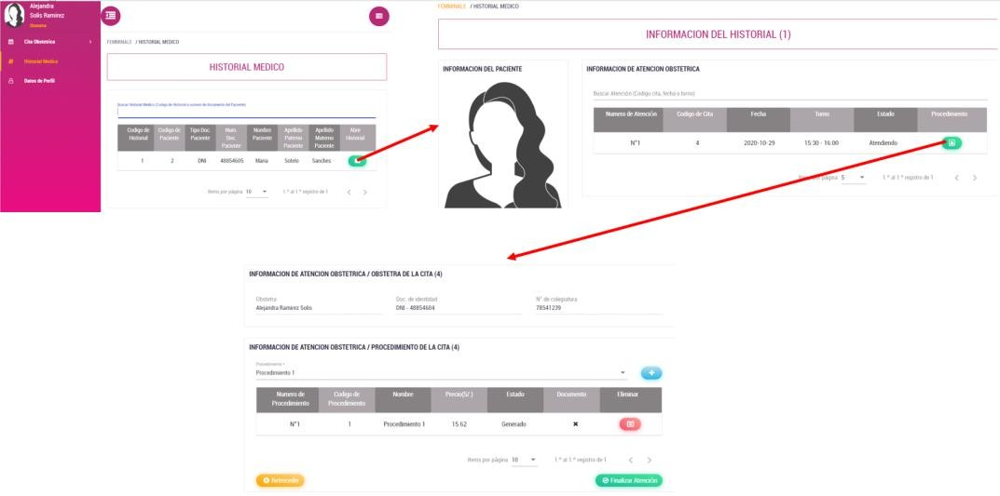 Alejandra
Solis Ramirez
Obstetra
Cita Obstetrica
Historial Medico
Datos de Perfil
FEMMINALE / HISTORIAL MEDICO
HISTORIAL MEDICO
Buscar Historial Medico (Codigo de Historial o numero de documento del Paciente)
Codigo de Historial Codigo de Paciente Tipo Doc. Paciente Num. Doc. Paciente Nombre Paciente Apellido Paterno Paciente Apellido Materno Paciente Abrir Historial
1 2 DNI 48854605 Maria Sotelo Sanches
Items por página 10 1 º al 1 º registro de 1
FEMMINALE / HISTORIAL MEDICO
INFORMACION DEL HISTORIAL (1)
INFORMACION DEL PACIENTE
INFORMACION DE ATENCION OBSTETRICA
Buscar Atención (Codigo cita, fecha o turno)
Numero de Atención Codigo de Cita Fecha Turno Estado Procedimiento
N°1 4 2020-10-29 15:30 - 16:00 Atendiendo
página 5 1 º al 1 º registro de 1
INFORMACION DE ATENCION OBSTETRICA / OBSTETRA DE LA CITA (4)
Obstetra Doc. de identidad N° de colegiatura
Alejandra Ramirez Solis DNI - 48854604 78541239
INFORMACION DE ATENCION OBSTETRICA / PROCEDIMIENTO DE LA CITA (4)
Procedimiento *
Procedimiento 1
Numero de Procedimiento Codigo de Procedimiento Nombre Precio(S/.) Estado Documento Eliminar
N°1 1 Procedimiento 1 15.62 Generado
Items por página 10 1 º al 1 º registro de 1
Retroceder Finalizar Atención